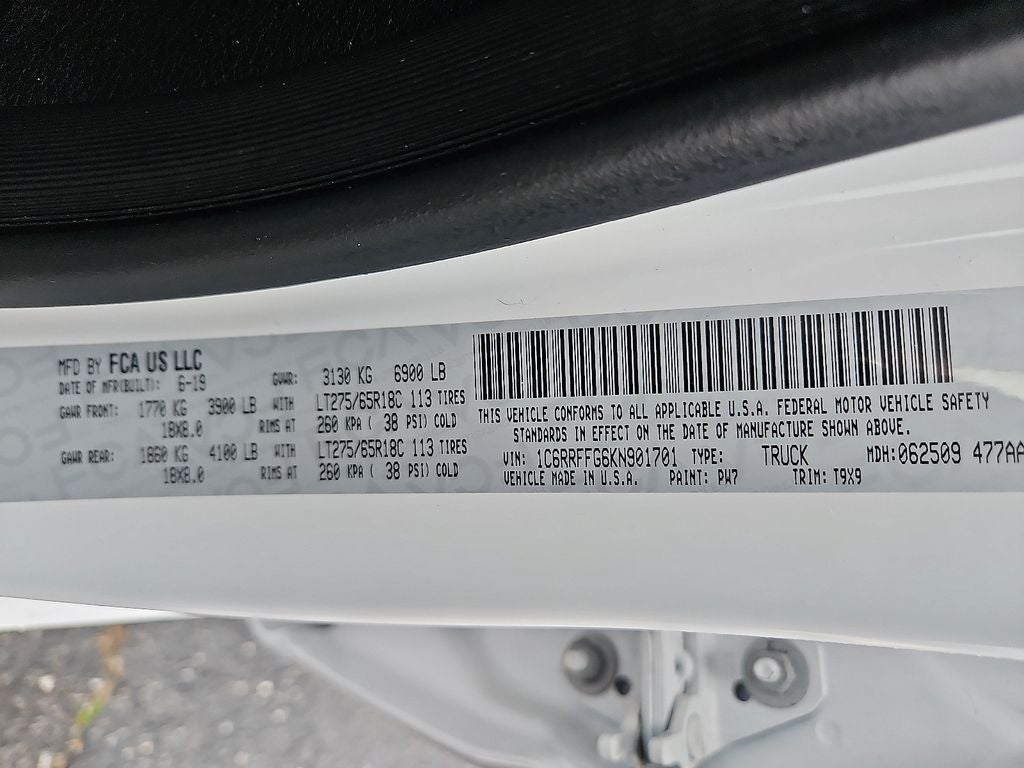 MFD BY FCA US LLC
DATE OF MFR(BUILT): 6-19 GVWR: 3130 KG 6900 LB
GAWR FRONT: 1770 KG 3900 LB WITH LT275/65R18C 113 TIRES
18X8.0 RIMS AT 260 KPA ( 38 PSI) COLD
GAWR REAR: 1860 KG 4100 LB WITH LT275/65R18C 113 TIRES
18X8.0 RIMS AT 260 KPA ( 38 PSI) COLD
THIS VEHICLE CONFORMS TO ALL APPLICABLE U.S.A. FEDERAL MOTOR VEHICLE SAFETY
STANDARDS IN EFFECT ON THE DATE OF MANUFACTURE SHOWN ABOVE.
VIN: 1C6RRFFG6KN901701 TYPE: TRUCK MDH: 062509 477AA
VEHICLE MADE IN U.S.A. PAINT: PW7 TRIM: T9X9